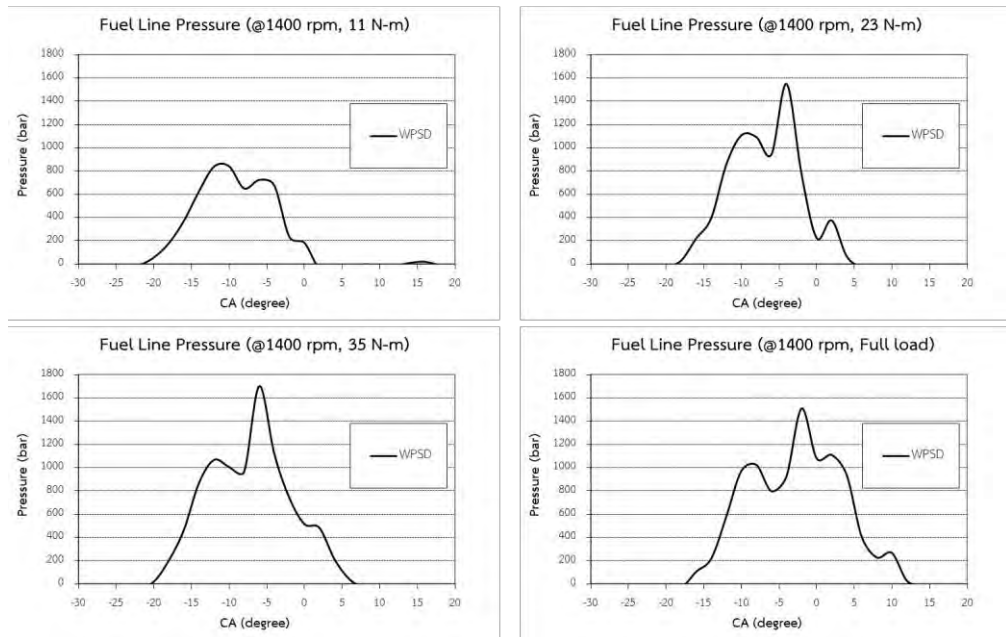 Fuel Line Pressure (@1400 rpm, 11 N-m)
Pressure (bar)
1800
1600
1400
1200
1000
800
600
400
200
0
WPSD
-30 -25 -20 -15 -10 -5 0 5 10 15 20
CA (degree)
Fuel Line Pressure (@1400 rpm, 23 N-m)
Pressure (bar)
1800
1600
1400
1200
1000
800
600
400
200
0
WPSD
-30 -25 -20 -15 -10 -5 0 5 10 15 20
CA (degree)
Fuel Line Pressure (@1400 rpm, 35 N-m)
Pressure (bar)
1800
1600
1400
1200
1000
800
600
400
200
0
WPSD
-30 -25 -20 -15 -10 -5 0 5 10 15 20
CA (degree)
Fuel Line Pressure (@1400 rpm, Full load)
Pressure (bar)
1800
1600
1400
1200
1000
800
600
400
200
0
WPSD
-30 -25 -20 -15 -10 -5 0 5 10 15 20
CA (degree)